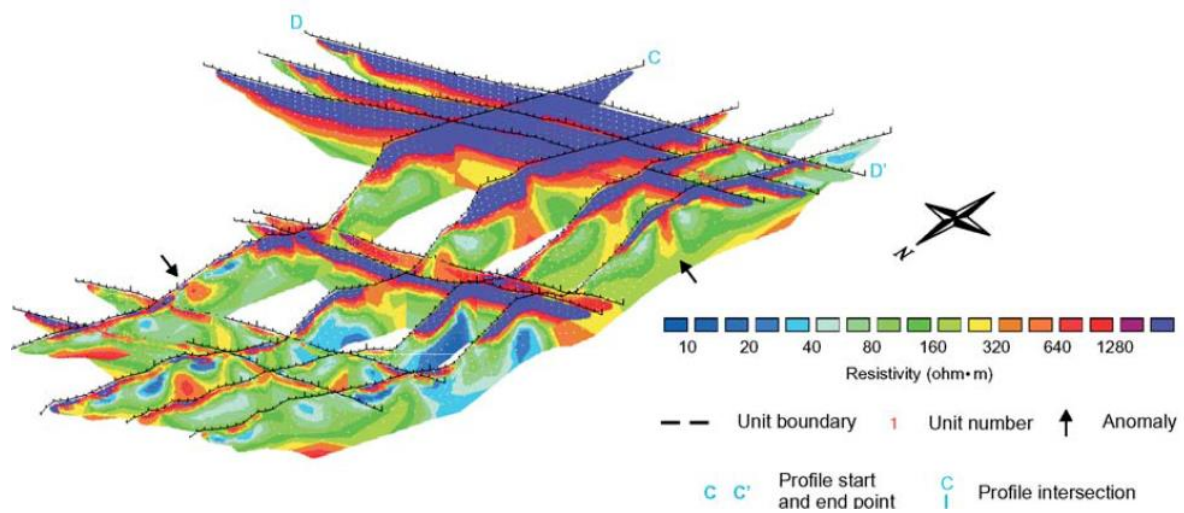 D
C
D'
N
10 20 40 80 160 320 640 1280
Resistivity (ohm•m)
Unit boundary
1 Unit number
Anomaly
C C' Profile start
and end point
C Profile intersection